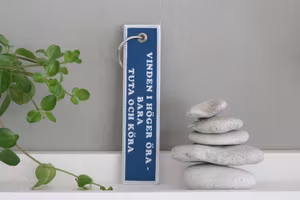 VINDEN I HÖGER ÖRA -
BARA
TUTA OCH KÖRA